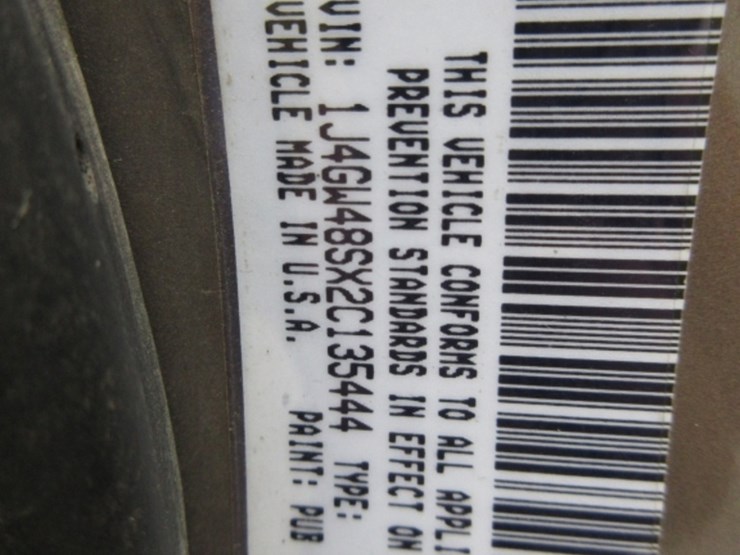 THIS VEHICLE CONFORMS TO ALL APPLI
PREVENTION STANDARDS IN EFFECT ON
VIN: 1J4GW48SX2C135444 TYPE:
VEHICLE MADE IN U.S.A. PAINT: PUB